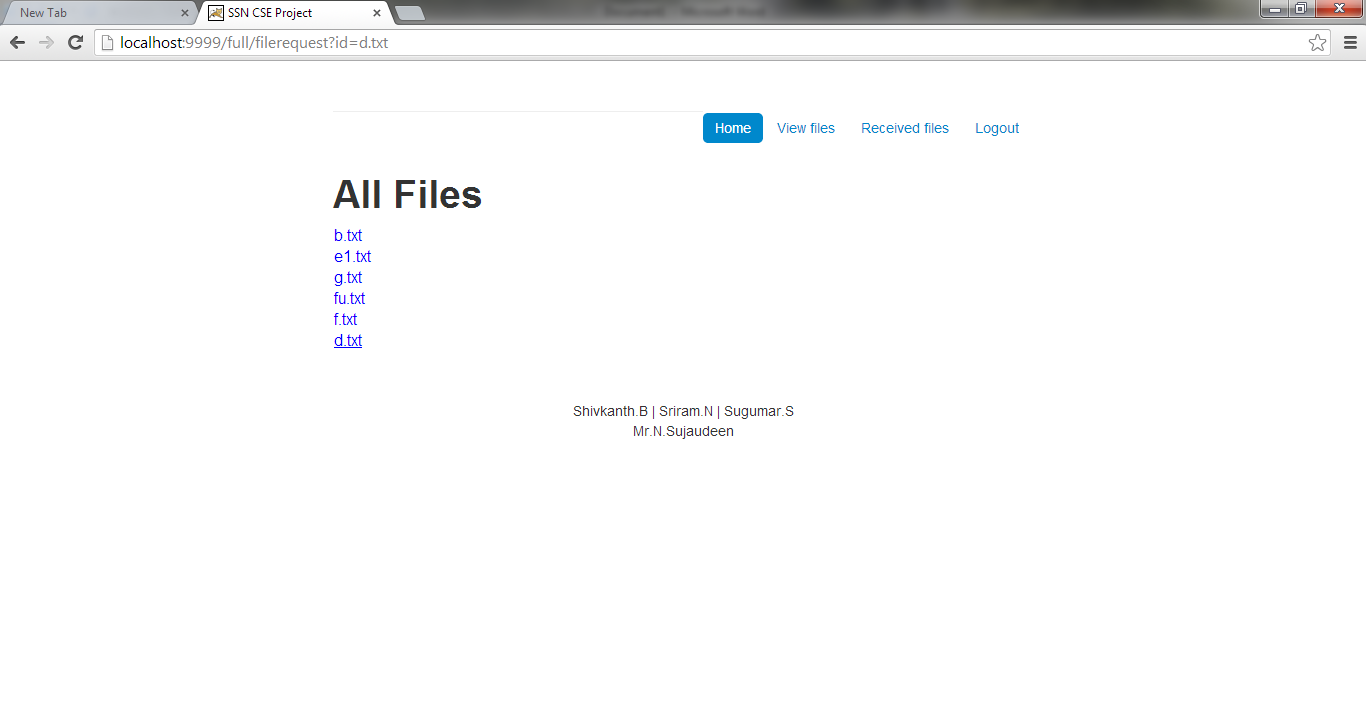 New Tab
SSN CSE Project
localhost:9999/full/filerequest?id=d.txt
Home View files Received files Logout
All Files
b.txt
e1.txt
g.txt
fu.txt
f.txt
d.txt
Shivkanth.B | Sriram.N | Sugumar.S
Mr.N.Sujaudeen